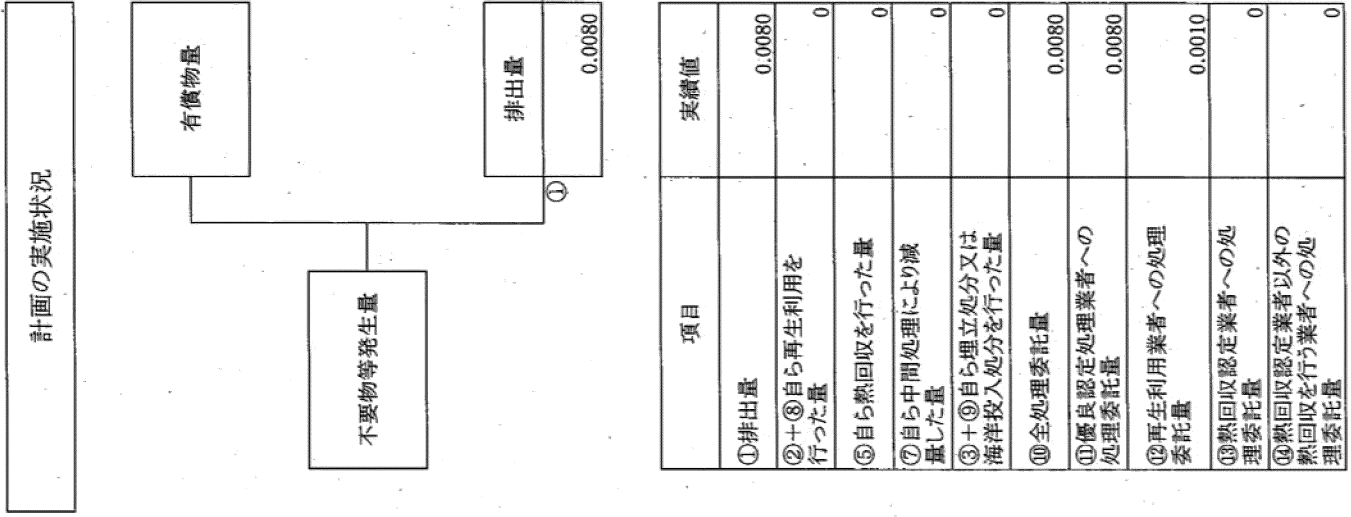 計画の実施状況
有償物量
不要物等発生量
排出量
①
0.0080
項目
実績値
①排出量
0.0080
②+⑧自ら再生利用を
行った量
0
⑤自ら熱回収を行った量
0
⑦自ら中間処理により減
量した量
0
③+⑨自ら埋立処分又は
海洋投入処分を行った量
0
⑩全処理委託量
0.0080
⑪優良認定処理業者への
処理委託量
0.0080
⑫再生利用業者への処理
委託量
0.0010
⑬熱回収認定業者への処
理委託量
0
⑭熱回収認定業者以外の
熱回収を行う業者への処
理委託量
0